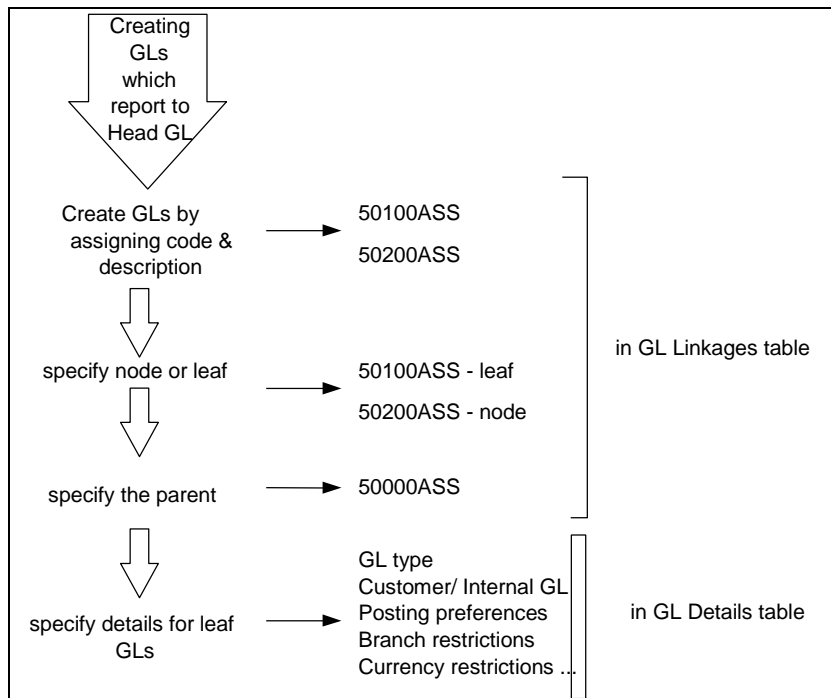 Creating
GLs
which
report to
Head GL
Create GLs by
assigning code &
description
50100ASS
50200ASS
specify node or leaf
50100ASS - leaf
50200ASS - node
in GL Linkages table
specify the parent
50000ASS
specify details for leaf
GLs
GL type
Customer/ Internal GL
Posting preferences
Branch restrictions
Currency restrictions ...
in GL Details table